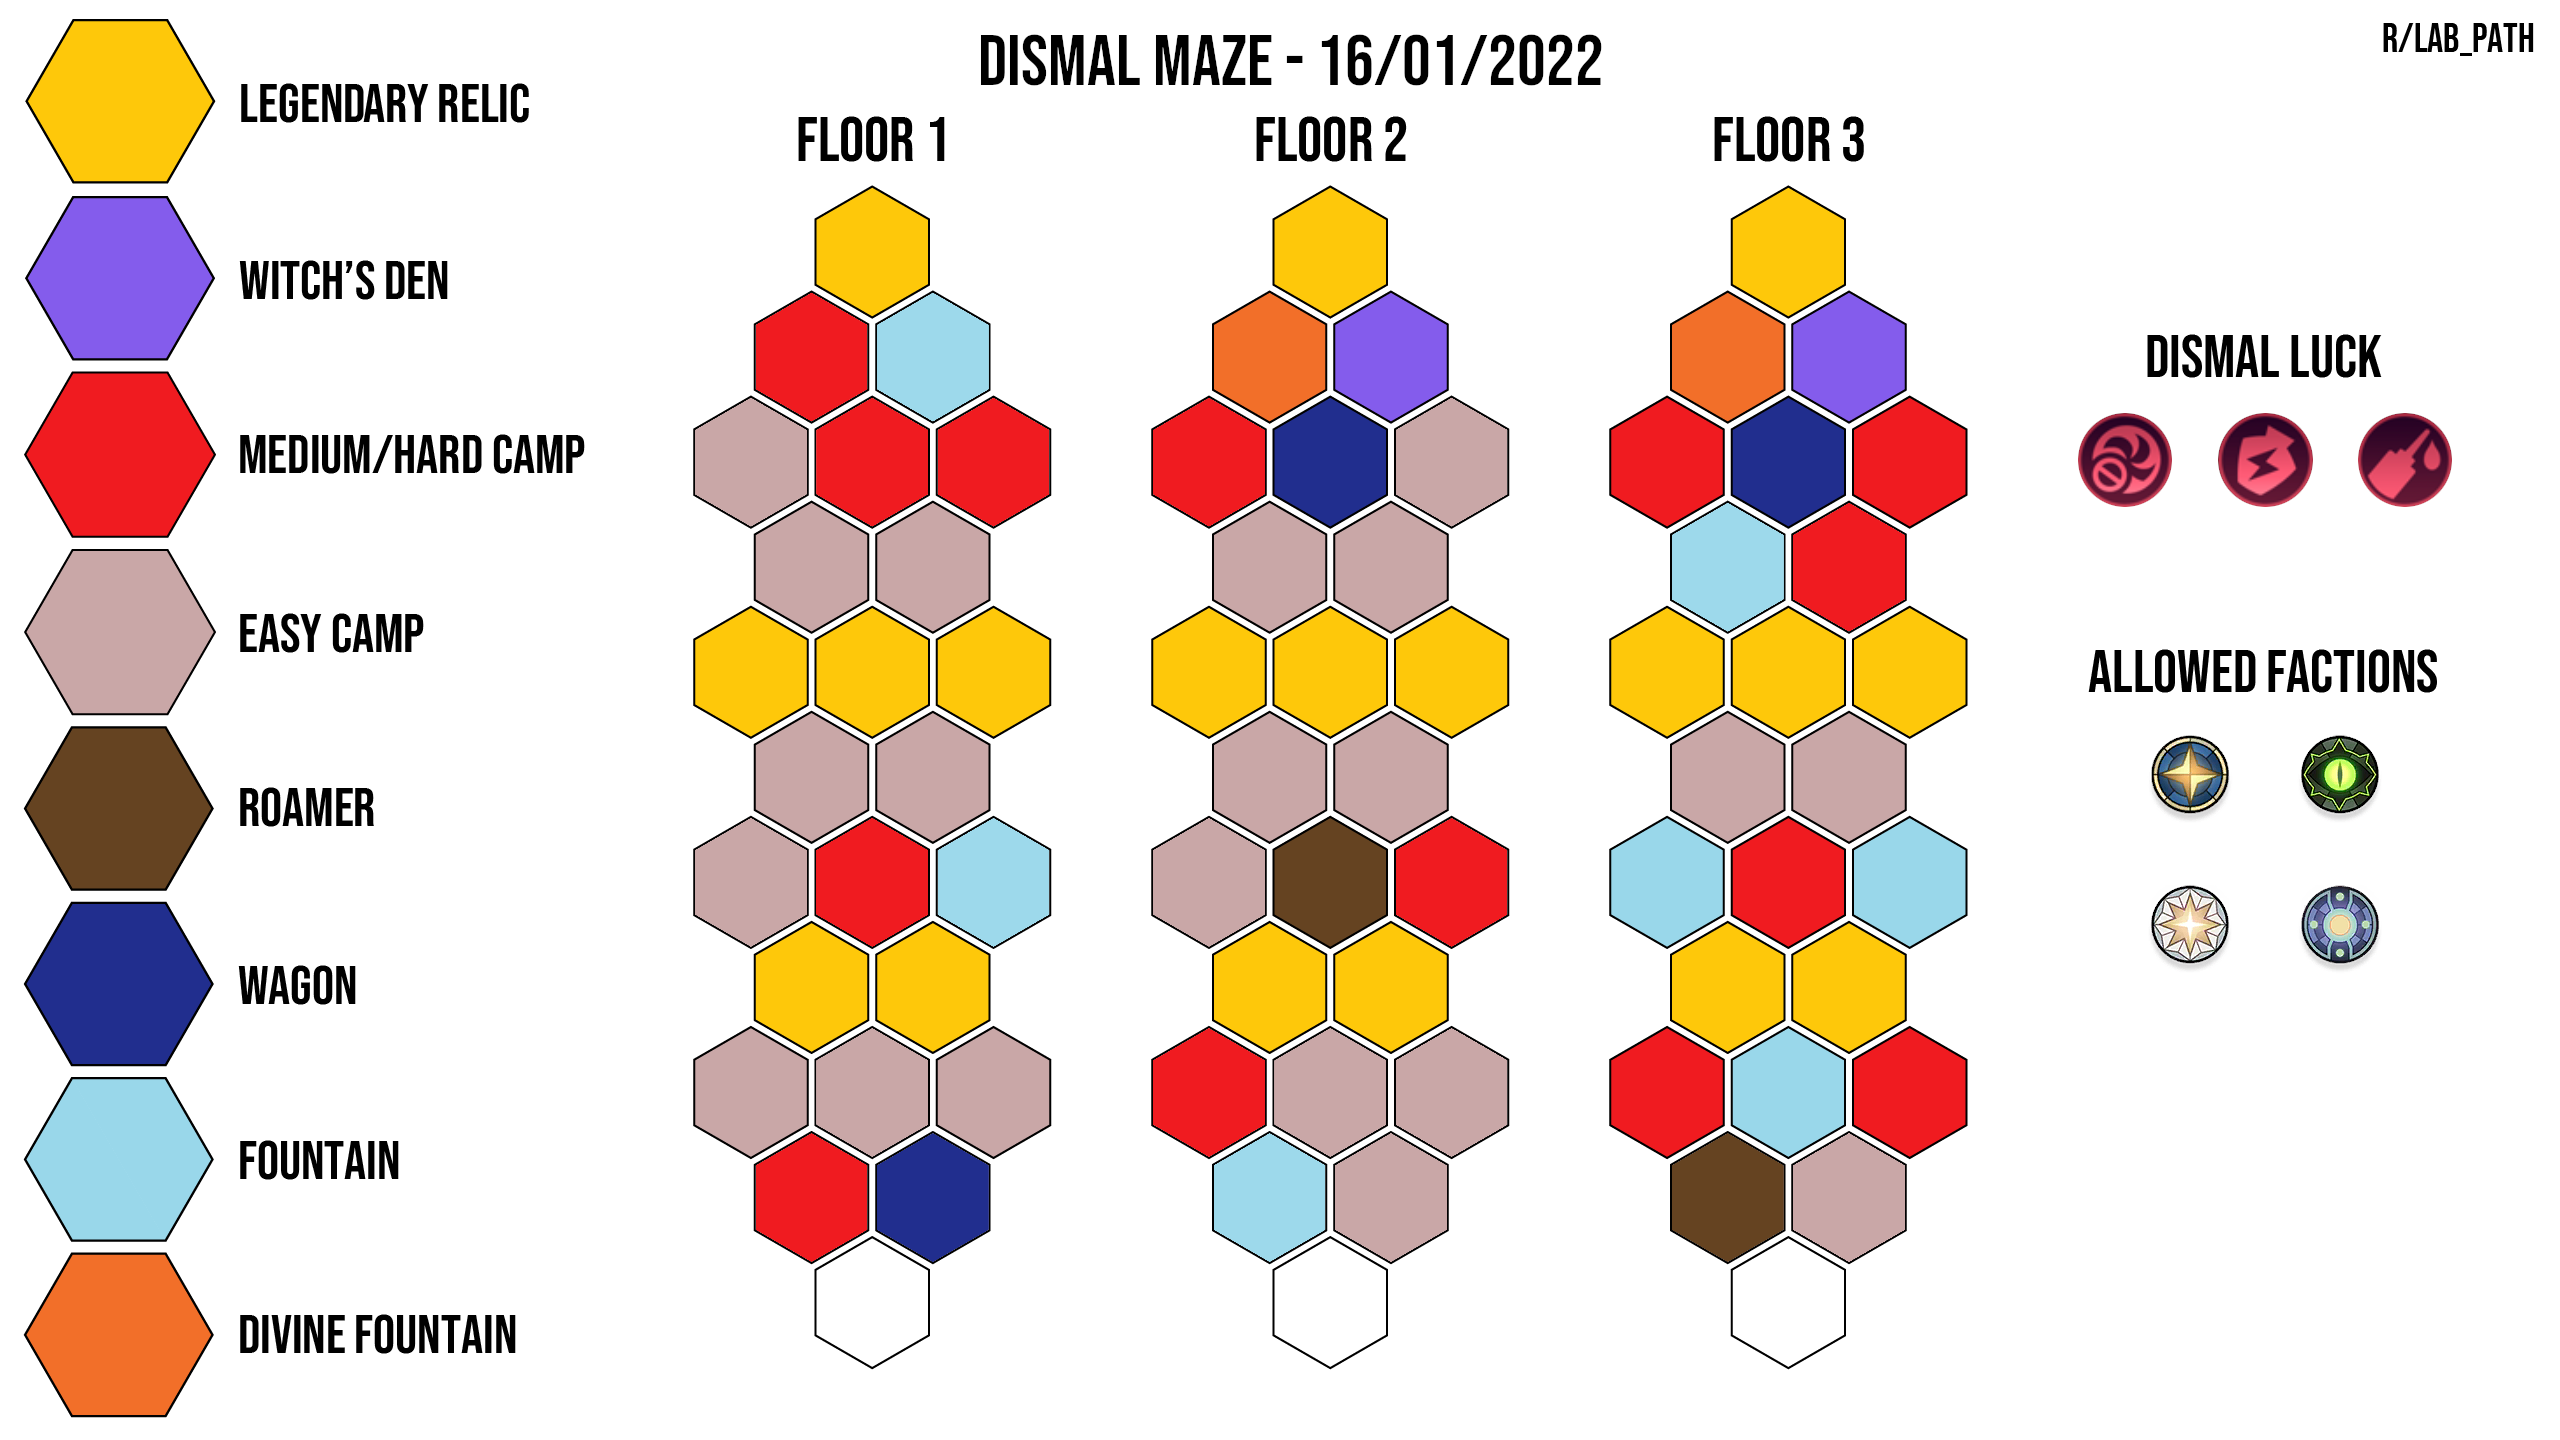 DISMAL MAZE - 16/01/2022
R/LAB_PATH
LEGENDARY RELIC
WITCH'S DEN
MEDIUM/HARD CAMP
EASY CAMP
ROAMER
WAGON
FOUNTAIN
DIVINE FOUNTAIN
FLOOR 1
FLOOR 2
FLOOR 3
DISMAL LUCK
ALLOWED FACTIONS